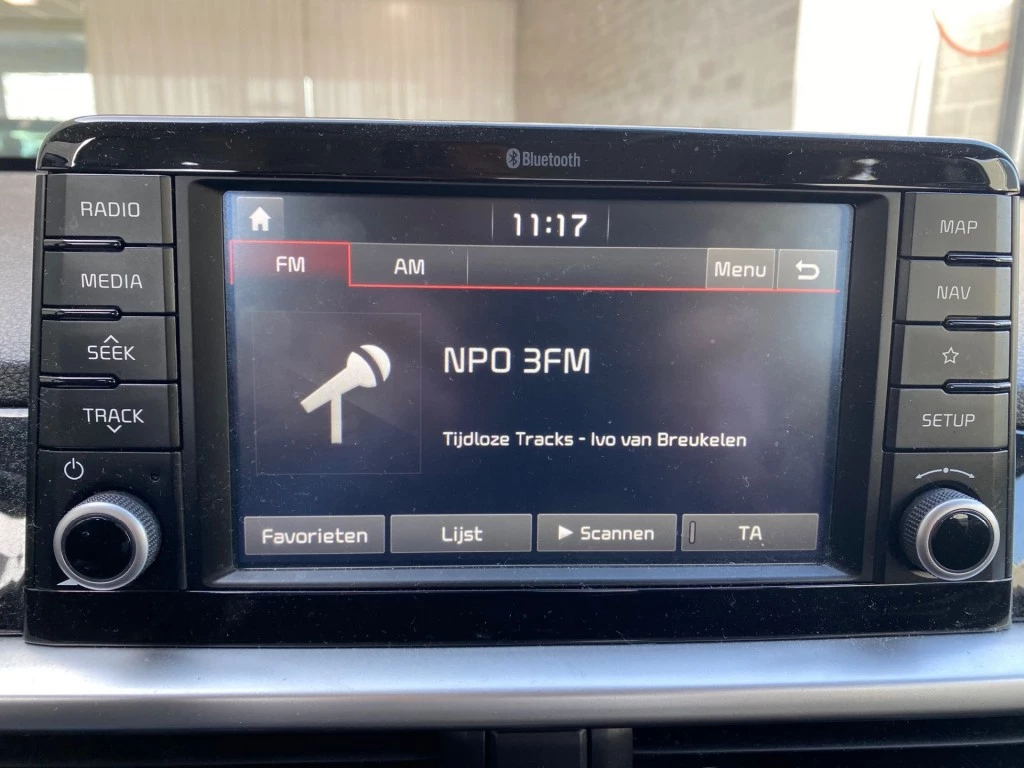 Bluetooth
RADIO
MEDIA
SEEK
TRACK
11:17
FM AM Menu
NPO 3FM
Tijdloze Tracks - Ivo van Breukelen
Favorieten Lijst Scannen TA
MAP
NAV
SETUP